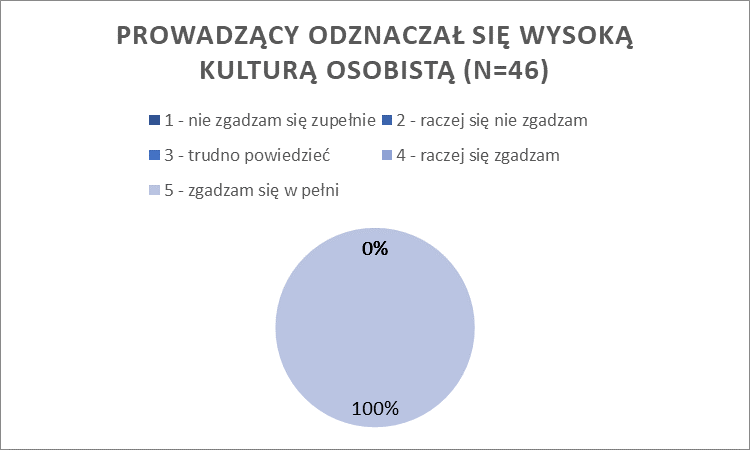 PROWADZĄCY ODZNACZAŁ SIĘ WYSOKĄ
KULTURĄ OSOBISTĄ (N=46)
1 - nie zgadzam się zupełnie 2 - raczej się nie zgadzam
3 - trudno powiedzieć 4 - raczej się zgadzam
5 - zgadzam się w pełni
0%
100%